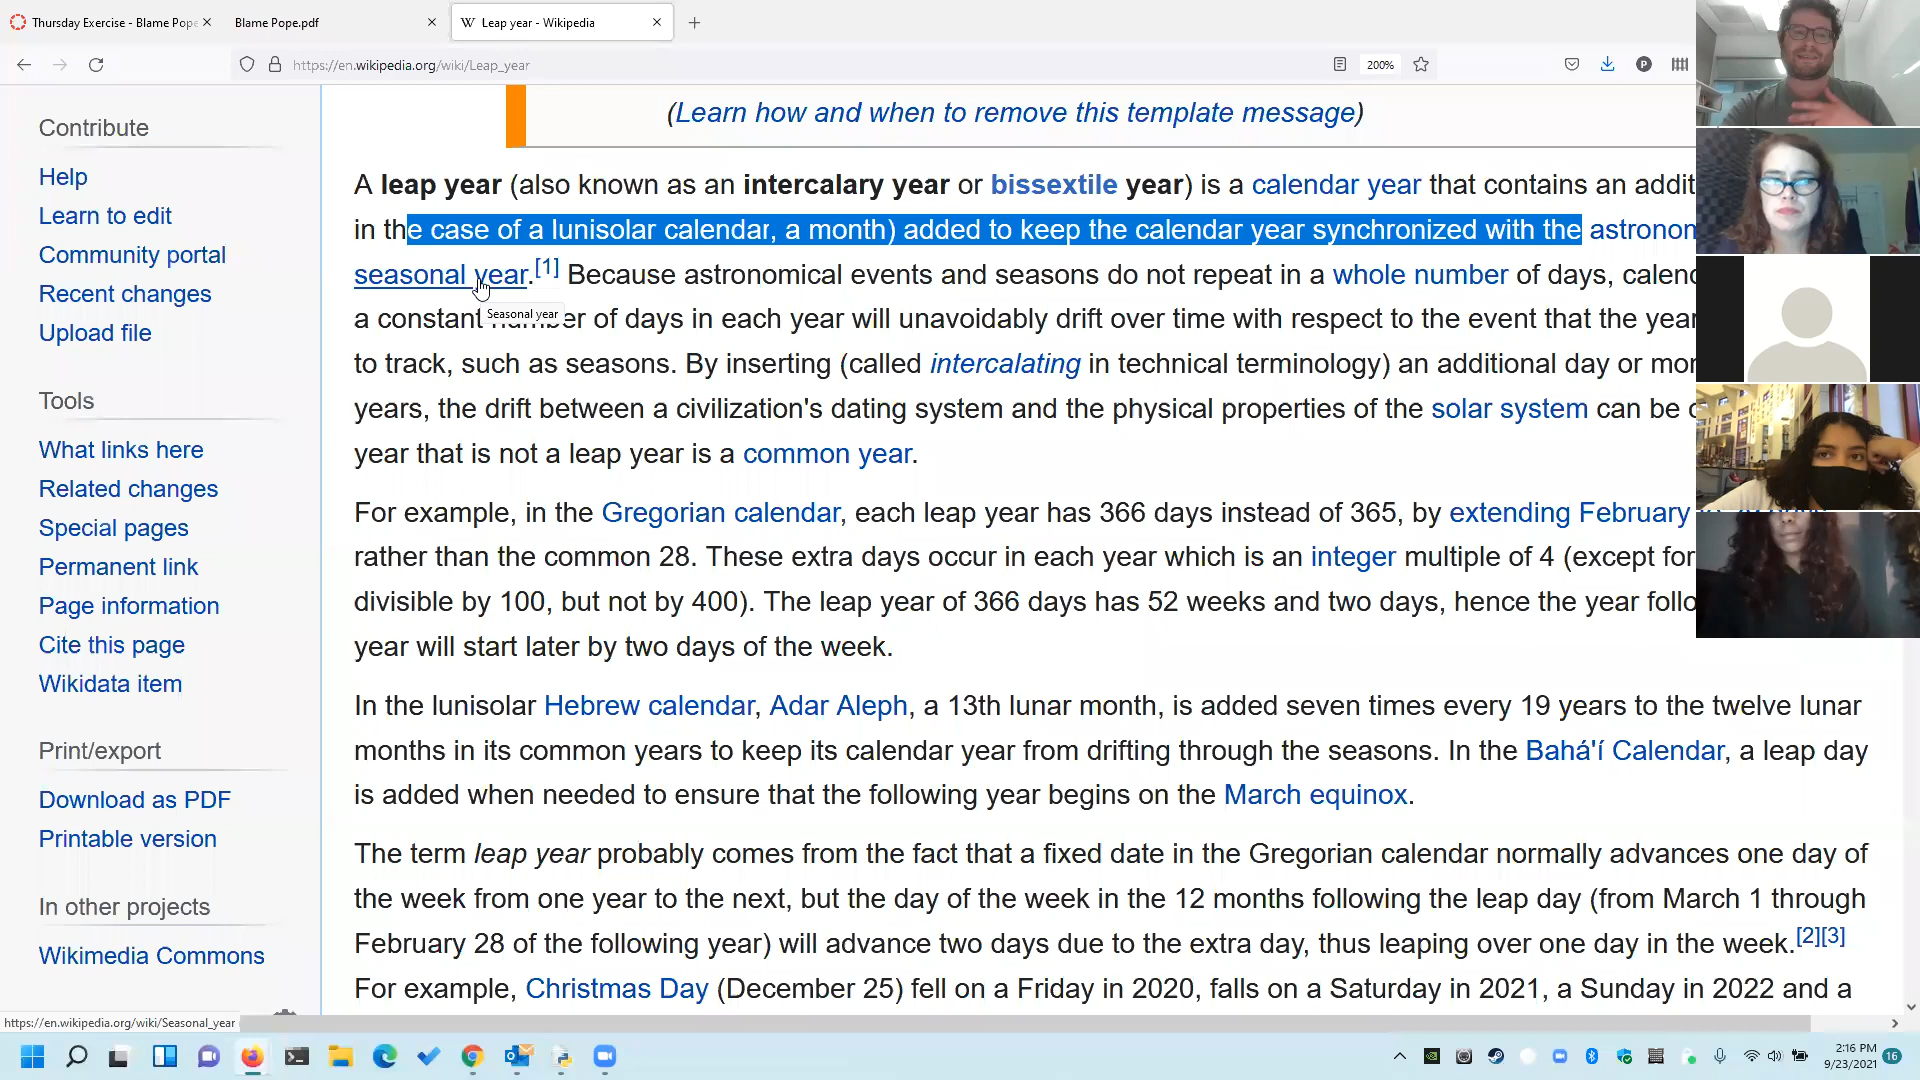 Thursday Exercise - Blame Pope
Blame Pope.pdf
W Leap year - Wikipedia
https://en.wikipedia.org/wiki/Leap_year
200%
P
Contribute
Help
Learn to edit
Community portal
Recent changes
Upload file
Tools
What links here
Related changes
Special pages
Permanent link
Page information
Cite this page
Wikidata item
Print/export
Download as PDF
Printable version
In other projects
Wikimedia Commons
(Learn how and when to remove this template message)
A leap year (also known as an intercalary year or bissextile year) is a calendar year that contains an addit
in the case of a lunisolar calendar, a month) added to keep the calendar year synchronized with the astronom
seasonal year.[1] Because astronomical events and seasons do not repeat in a whole number of days, calenc
a constant number of days in each year will unavoidably drift over time with respect to the event that the year
Seasonal year
to track, such as seasons. By inserting (called intercalating in technical terminology) an additional day or mor
years, the drift between a civilization's dating system and the physical properties of the solar system can be c
year that is not a leap year is a common year.
For example, in the Gregorian calendar, each leap year has 366 days instead of 365, by extending February
rather than the common 28. These extra days occur in each year which is an integer multiple of 4 (except for
divisible by 100, but not by 400). The leap year of 366 days has 52 weeks and two days, hence the year follo
year will start later by two days of the week.
In the lunisolar Hebrew calendar, Adar Aleph, a 13th lunar month, is added seven times every 19 years to the twelve lunar
months in its common years to keep its calendar year from drifting through the seasons. In the Bahá'í Calendar, a leap day
is added when needed to ensure that the following year begins on the March equinox.
The term leap year probably comes from the fact that a fixed date in the Gregorian calendar normally advances one day of
the week from one year to the next, but the day of the week in the 12 months following the leap day (from March 1 through
February 28 of the following year) will advance two days due to the extra day, thus leaping over one day in the week.[2][3]
For example, Christmas Day (December 25) fell on a Friday in 2020, falls on a Saturday in 2021, a Sunday in 2022 and a
https://en.wikipedia.org/wiki/Seasonal_year
2:16 PM
9/23/2021
16